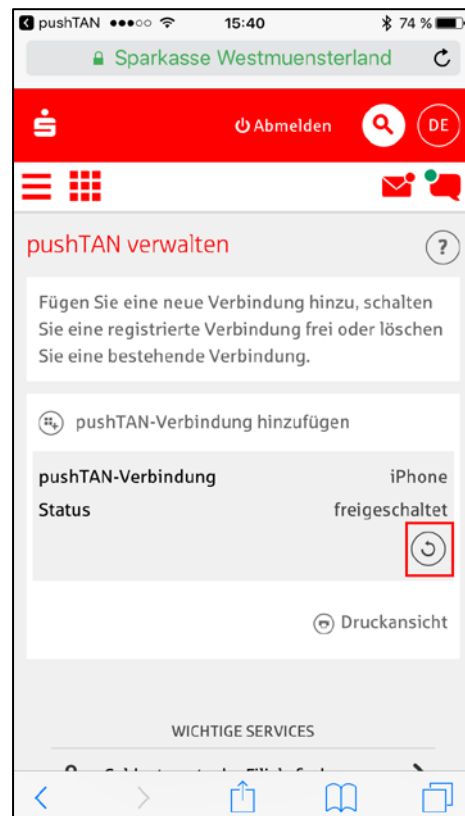 pushTAN 15:40 74 %
Sparkasse Westmuensterland
Abmelden DE
pushTAN verwalten ?
Fügen Sie eine neue Verbindung hinzu, schalten
Sie eine registrierte Verbindung frei oder löschen
Sie eine bestehende Verbindung.
pushTAN-Verbindung hinzufügen
pushTAN-Verbindung iPhone
Status freigeschaltet
Druckansicht
WICHTIGE SERVICES